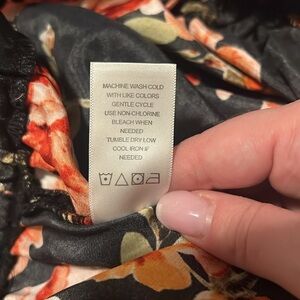 MACHINE WASH COLD
WITH LIKE COLORS
GENTLE CYCLE
USE NON-CHLORINE
BLEACH WHEN
NEEDED
TUMBLE DRY LOW
COOL IRON IF
NEEDED